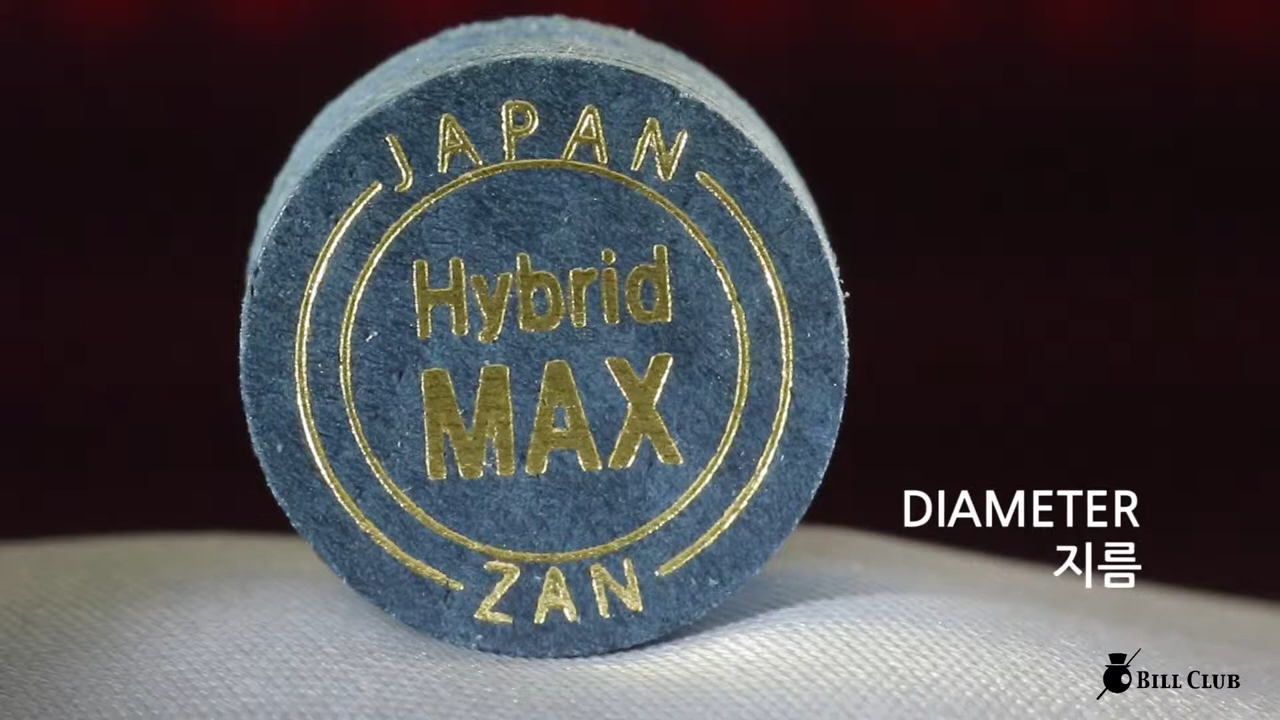 JAPAN
Hybrid
MAX
ZAN
DIAMETER
지름
BILL CLUB